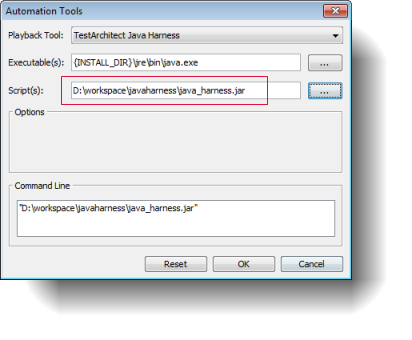 Automation Tools
Playback Tool: TestArchitect Java Harness
Executable(s): {INSTALL_DIR}\jre\bin\java.exe ...
Script(s): D:\workspace\javaharness\java_harness.jar ...
Options
Command Line
"D:\workspace\javaharness\java_harness.jar"
Reset OK Cancel